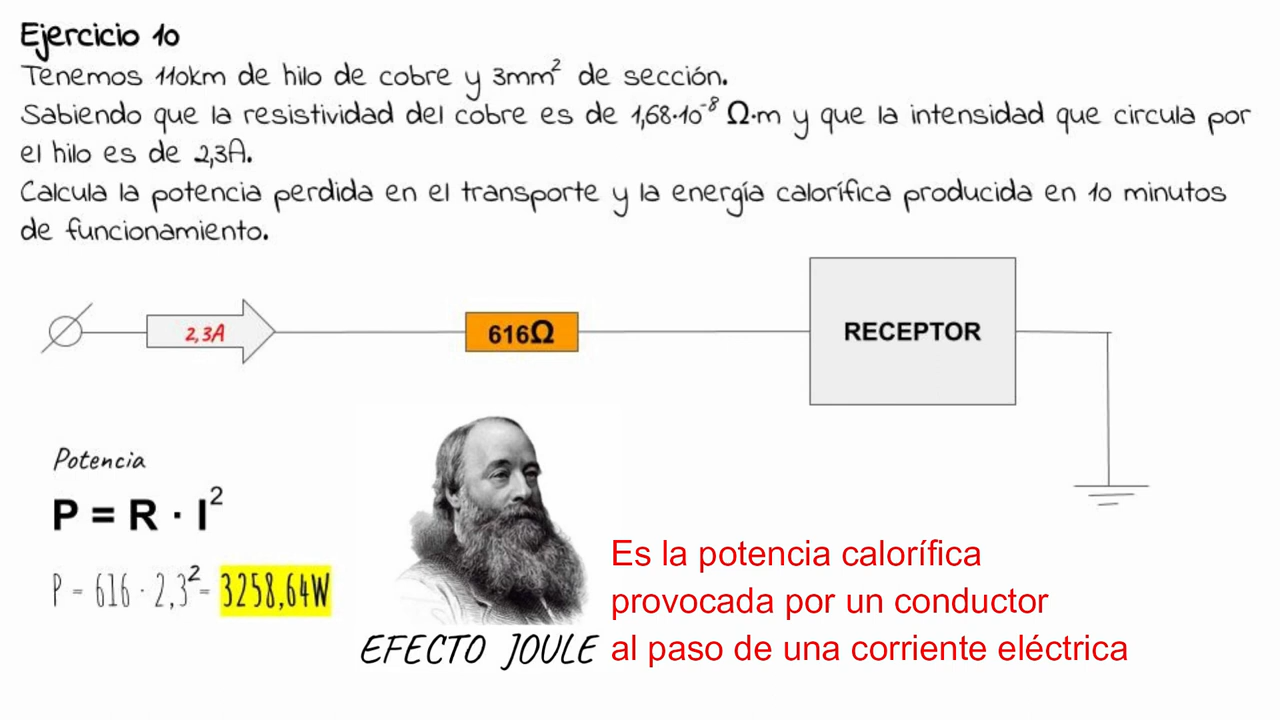 Ejercicio 10
Tenemos 110km de hilo de cobre y 3mm² de sección.
Sabiendo que la resistividad del cobre es de 1,68·10⁻⁸ Ω·m y que la intensidad que circula por
el hilo es de 2,3A.
Calcula la potencia perdida en el transporte y la energía calorífica producida en 10 minutos
de funcionamiento.
2,3A
616Ω
RECEPTOR
Potencia
P = R · I²
P = 616 · 2,3² = 3258,64W
EFECTO JOULE
Es la potencia calorífica
provocada por un conductor
al paso de una corriente eléctrica